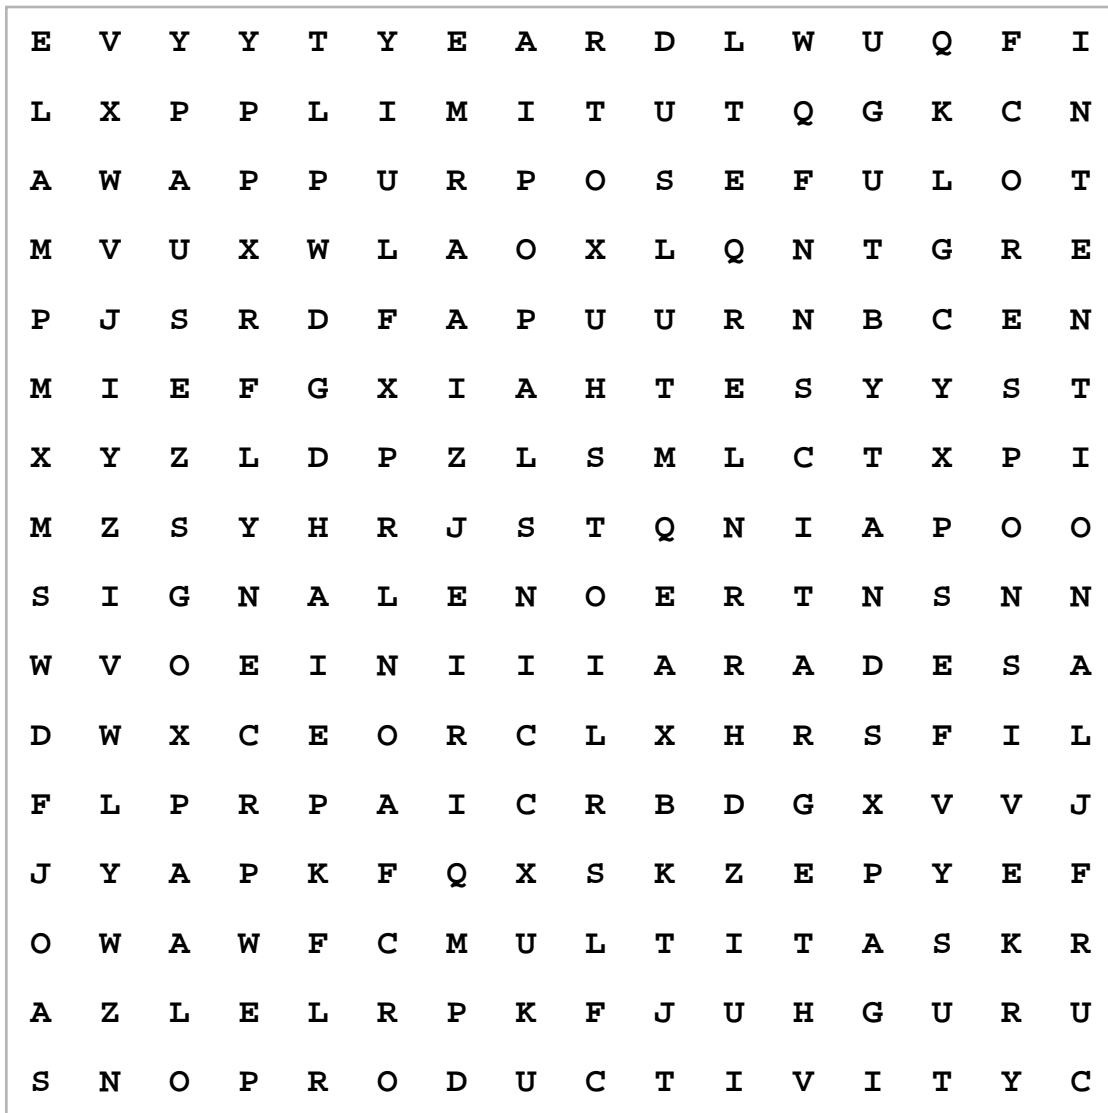 E V Y Y T Y E A R D L W U Q F I
L X P P L I M I T U T Q G K C N
A W A P P U R P O S E F U L O T
M V U X W L A O X L Q N T G R E
P J S R D F A P U U R N B C E N
M I E F G X I A H T E S Y Y S T
X Y Z L D P Z L S M L C T X P I
M Z S Y H R J S T Q N I A P O O
S I G N A L E N O E R T N S N N
W V O E I N I I I A R A D E S A
D W X C E O R C L X H R S F I L
F L P R P A I C R B D G X V V J
J Y A P K F Q X S K Z E P Y E F
O W A W F C M U L T I T A S K R
A Z L E L R P K F J U H G U R U
S N O P R O D U C T I V I T Y C